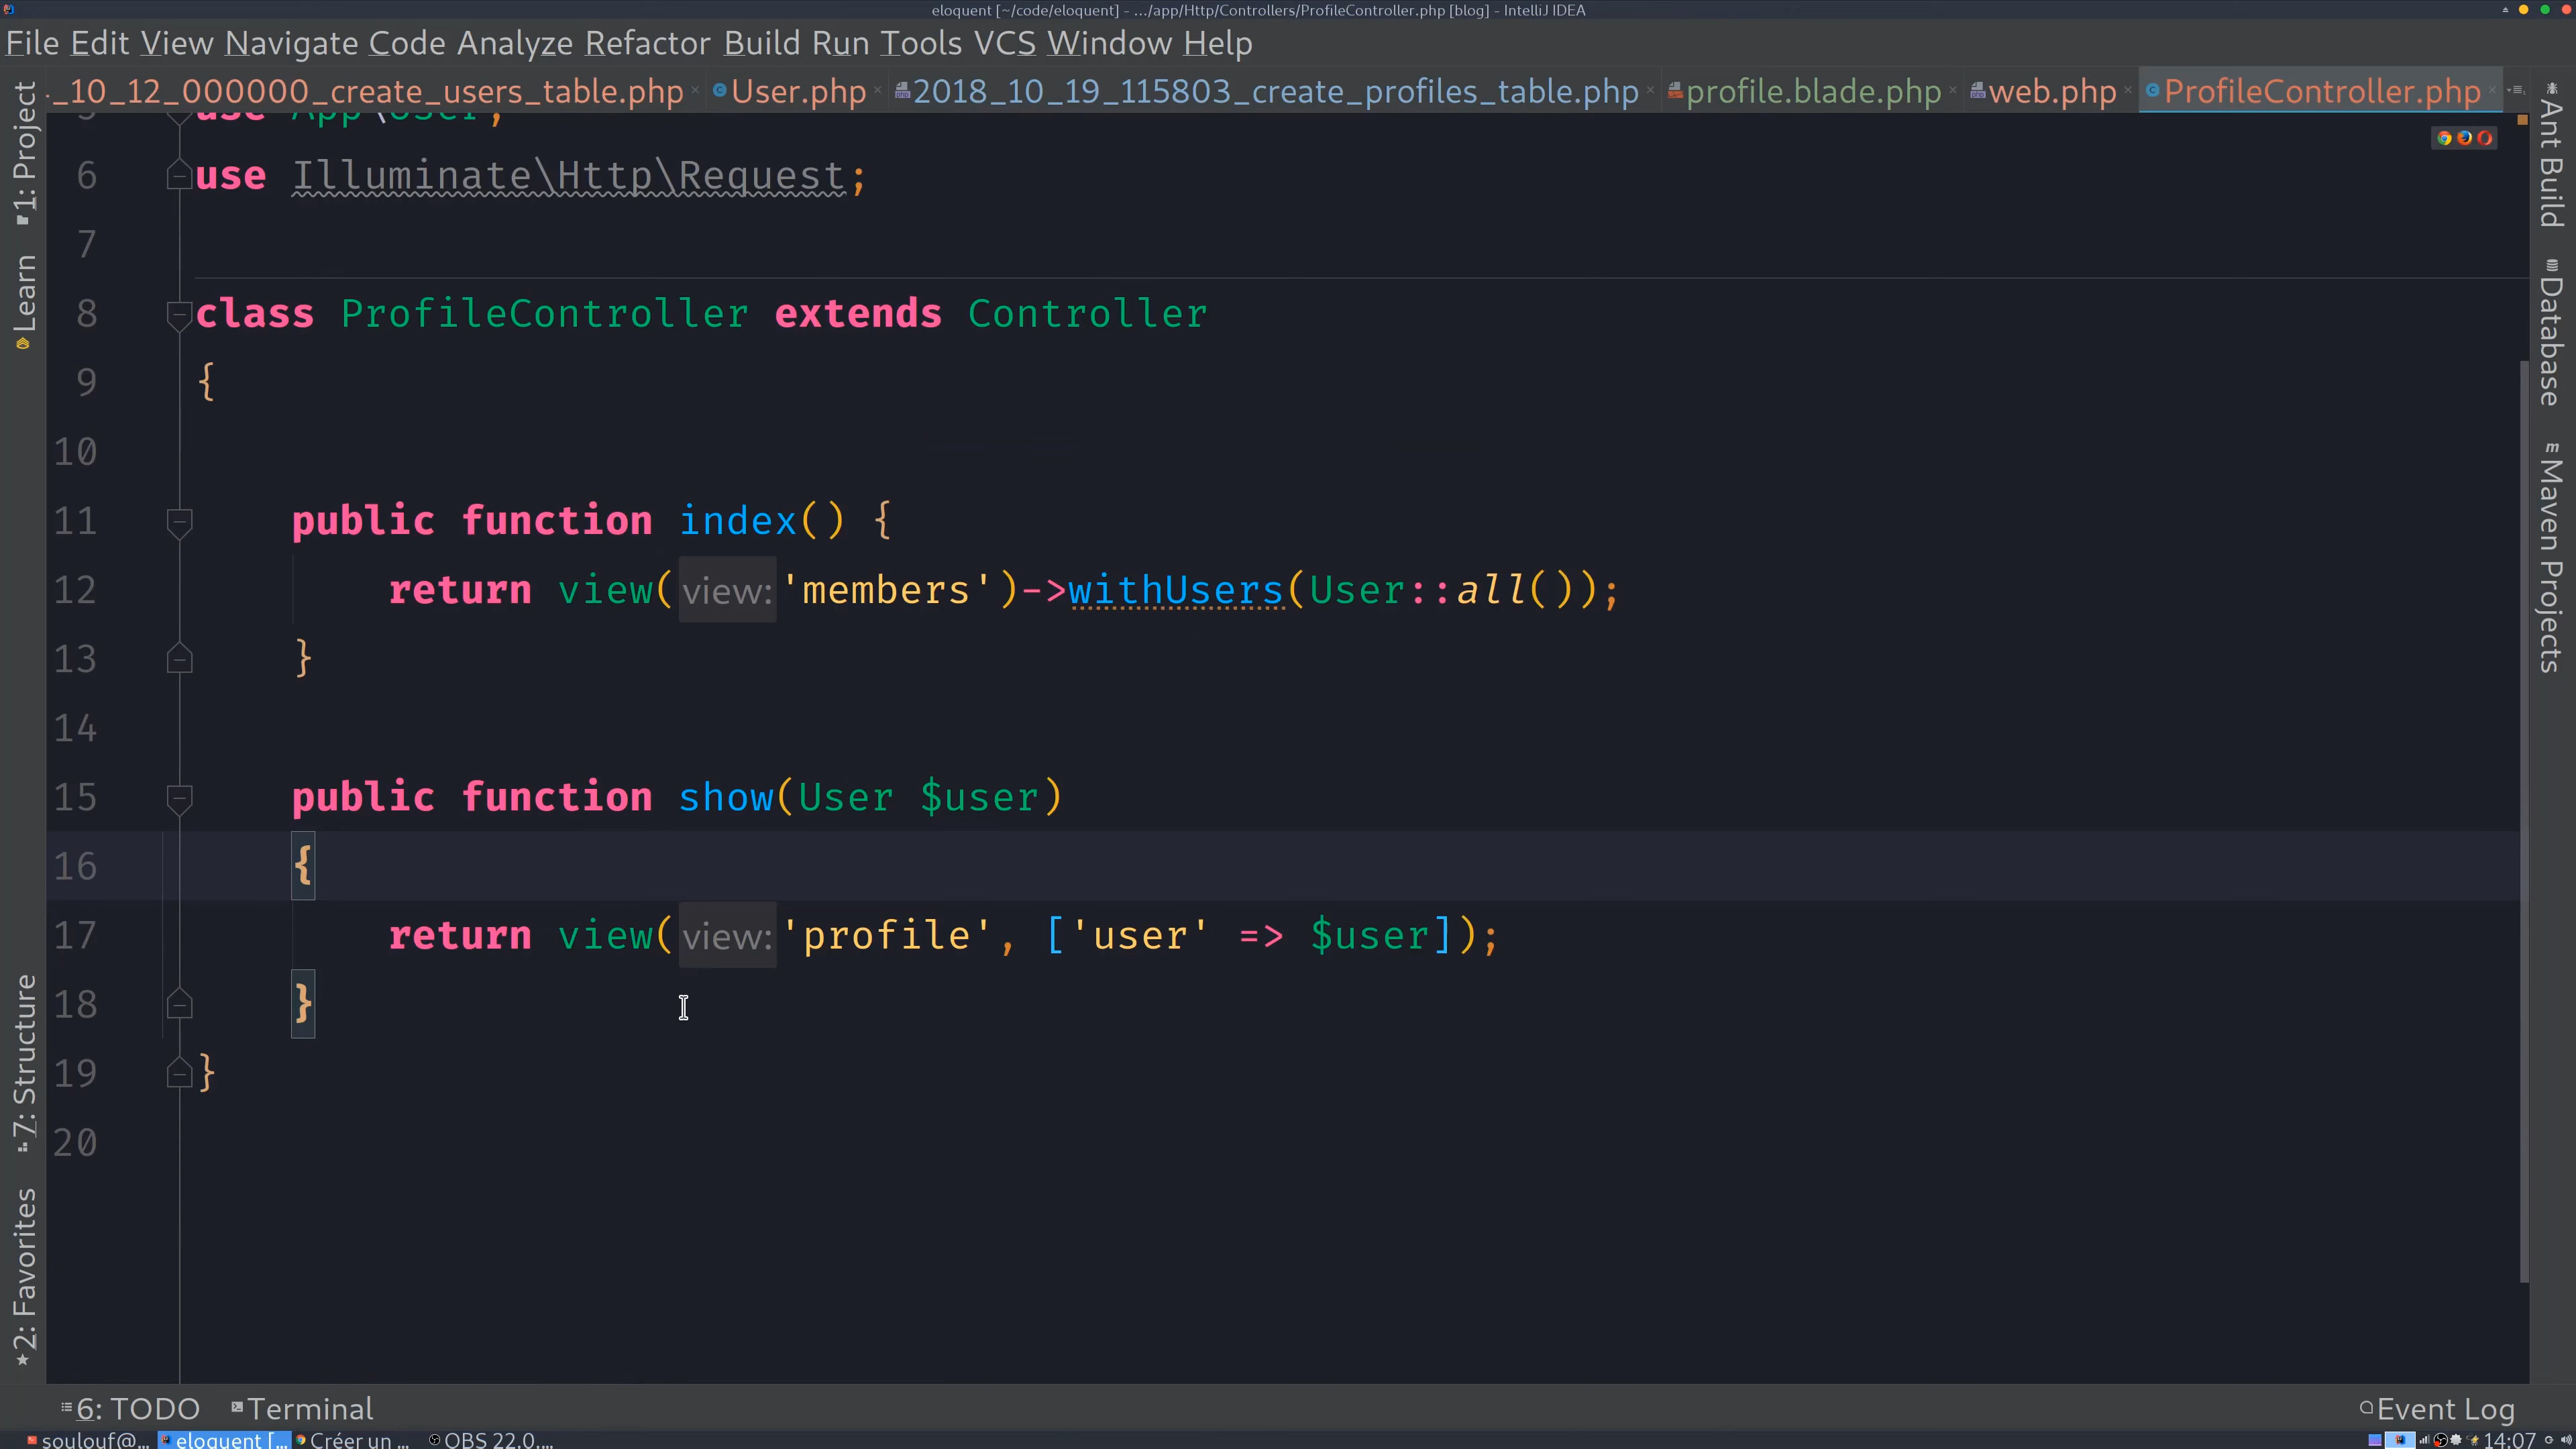 eloquent [~/code/eloquent] - .../app/Http/Controllers/ProfileController.php [blog] - IntelliJ IDEA
File Edit View Navigate Code Analyze Refactor Build Run Tools VCS Window Help
_10_12_000000_create_users_table.php User.php 2018_10_19_115803_create_profiles_table.php profile.blade.php web.php ProfileController.php
use App\User;
6 use Illuminate\Http\Request;
7
8 class ProfileController extends Controller
9 {
10
11 public function index() {
12 return view( view: 'members')->withUsers(User::all());
13 }
14
15 public function show(User $user)
16 {
17 return view( view: 'profile', ['user' => $user]);
18 }
19 }
20
1: Project
Learn
7: Structure
2: Favorites
Ant Build
Database
Maven Projects
6: TODO Terminal Event Log
soulouf@... eloquent [... Créer un ... OBS 22.0.... 14:07